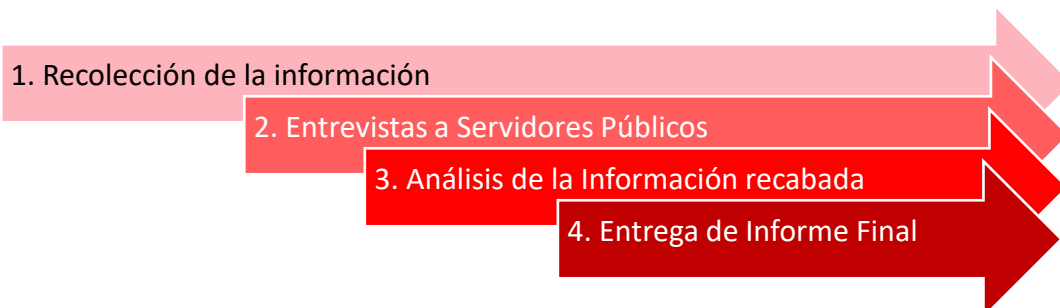 1. Recolección de la información
2. Entrevistas a Servidores Públicos
3. Análisis de la Información recabada
4. Entrega de Informe Final